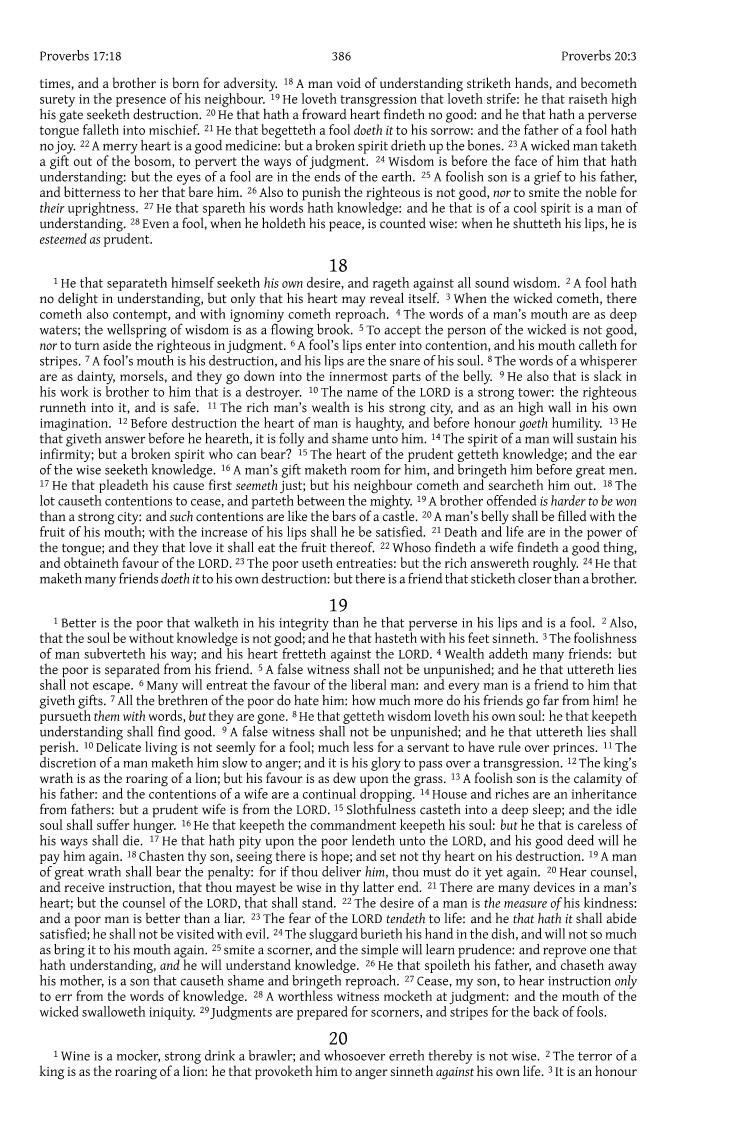 Proverbs 17:18 386 Proverbs 20:3
times, and a brother is born for adversity. 18 A man void of understanding striketh hands, and becometh
surety in the presence of his neighbour. 19 He loveth transgression that loveth strife: he that raiseth high
his gate seeketh destruction. 20 He that hath a froward heart findeth no good: and he that hath a perverse
tongue falleth into mischief. 21 He that begetteth a fool doeth it to his sorrow: and the father of a fool hath
no joy. 22 A merry heart is a good medicine: but a broken spirit drieth up the bones. 23 A wicked man taketh
a gift out of the bosom, to pervert the ways of judgment. 24 Wisdom is before the face of him that hath
understanding: but the eyes of a fool are in the ends of the earth. 25 A foolish son is a grief to his father,
and bitterness to her that bare him. 26 Also to punish the righteous is not good, nor to smite the noble for
their uprightness. 27 He that spareth his words hath knowledge: and he that is of a cool spirit is a man of
understanding. 28 Even a fool, when he holdeth his peace, is counted wise: when he shutteth his lips, he is
esteemed as prudent.
18
1 He that separateth himself seeketh his own desire, and rageth against all sound wisdom. 2 A fool hath
no delight in understanding, but only that his heart may reveal itself. 3 When the wicked cometh, there
cometh also contempt, and with ignominy cometh reproach. 4 The words of a man's mouth are as deep
waters; the wellspring of wisdom is as a flowing brook. 5 To accept the person of the wicked is not good,
nor to turn aside the righteous in judgment. 6 A fool's lips enter into contention, and his mouth calleth for
stripes. 7 A fool's mouth is his destruction, and his lips are the snare of his soul. 8 The words of a whisperer
are as dainty, morsels, and they go down into the innermost parts of the belly. 9 He also that is slack in
his work is brother to him that is a destroyer. 10 The name of the LORD is a strong tower: the righteous
runneth into it, and is safe. 11 The rich man's wealth is his strong city, and as an high wall in his own
imagination. 12 Before destruction the heart of man is haughty, and before honour goeth humility. 13 He
that giveth answer before he heareth, it is folly and shame unto him. 14 The spirit of a man will sustain his
infirmity; but a broken spirit who can bear? 15 The heart of the prudent getteth knowledge; and the ear
of the wise seeketh knowledge. 16 A man's gift maketh room for him, and bringeth him before great men.
17 He that pleadeth his cause first seemeth just; but his neighbour cometh and searcheth him out. 18 The
lot causeth contentions to cease, and parteth between the mighty. 19 A brother offended is harder to be won
than a strong city: and such contentions are like the bars of a castle. 20 A man's belly shall be filled with the
fruit of his mouth; with the increase of his lips shall he be satisfied. 21 Death and life are in the power of
the tongue; and they that love it shall eat the fruit thereof. 22 Whoso findeth a wife findeth a good thing,
and obtaineth favour of the LORD. 23 The poor useth entreaties: but the rich answereth roughly. 24 He that
maketh many friends doeth it to his own destruction: but there is a friend that sticketh closer than a brother.
19
1 Better is the poor that walketh in his integrity than he that perverse in his lips and is a fool. 2 Also,
that the soul be without knowledge is not good; and he that hasteth with his feet sinneth. 3 The foolishness
of man subverteth his way; and his heart fretteth against the LORD. 4 Wealth addeth many friends: but
the poor is separated from his friend. 5 A false witness shall not be unpunished; and he that uttereth lies
shall not escape. 6 Many will entreat the favour of the liberal man: and every man is a friend to him that
giveth gifts. 7 All the brethren of the poor do hate him: how much more do his friends go far from him! he
pursueth them with words, but they are gone. 8 He that getteth wisdom loveth his own soul: he that keepeth
understanding shall find good. 9 A false witness shall not be unpunished; and he that uttereth lies shall
perish. 10 Delicate living is not seemly for a fool; much less for a servant to have rule over princes. 11 The
discretion of a man maketh him slow to anger; and it is his glory to pass over a transgression. 12 The king's
wrath is as the roaring of a lion; but his favour is as dew upon the grass. 13 A foolish son is the calamity of
his father: and the contentions of a wife are a continual dropping. 14 House and riches are an inheritance
from fathers: but a prudent wife is from the LORD. 15 Slothfulness casteth into a deep sleep; and the idle
soul shall suffer hunger. 16 He that keepeth the commandment keepeth his soul: but he that is careless of
his ways shall die. 17 He that hath pity upon the poor lendeth unto the LORD, and his good deed will he
pay him again. 18 Chasten thy son, seeing there is hope; and set not thy heart on his destruction. 19 A man
of great wrath shall bear the penalty: for if thou deliver him, thou must do it yet again. 20 Hear counsel,
and receive instruction, that thou mayest be wise in thy latter end. 21 There are many devices in a man's
heart; but the counsel of the LORD, that shall stand. 22 The desire of a man is the measure of his kindness:
and a poor man is better than a liar. 23 The fear of the LORD tendeth to life: and he that hath it shall abide
satisfied; he shall not be visited with evil. 24 The sluggard burieth his hand in the dish, and will not so much
as bring it to his mouth again. 25 smite a scorner, and the simple will learn prudence: and reprove one that
hath understanding, and he will understand knowledge. 26 He that spoileth his father, and chaseth away
his mother, is a son that causeth shame and bringeth reproach. 27 Cease, my son, to hear instruction only
to err from the words of knowledge. 28 A worthless witness mocketh at judgment: and the mouth of the
wicked swalloweth iniquity. 29 Judgments are prepared for scorners, and stripes for the back of fools.
20
1 Wine is a mocker, strong drink a brawler; and whosoever erreth thereby is not wise. 2 The terror of a
king is as the roaring of a lion: he that provoketh him to anger sinneth against his own life. 3 It is an honour